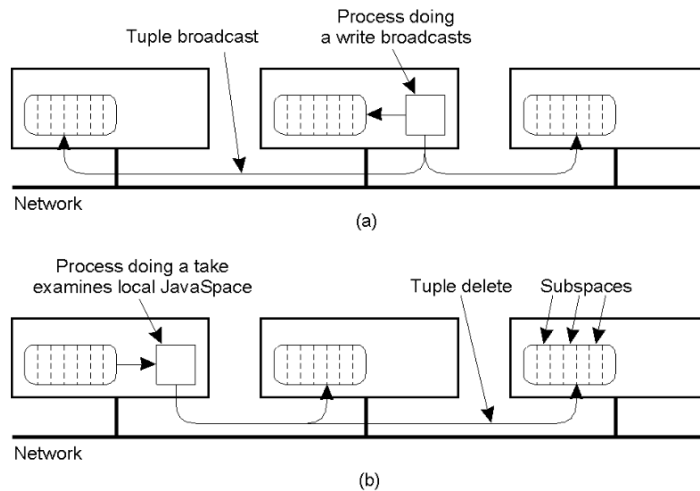 Process doing
a write broadcasts
Tuple broadcast
Network
(a)
Process doing a take
examines local JavaSpace
Tuple delete
Subspaces
Network
(b)